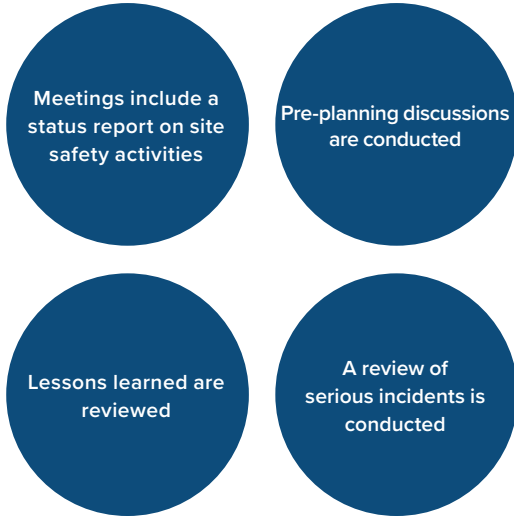 Meetings include a
status report on site
safety activities
Pre-planning discussions
are conducted
Lessons learned are
reviewed
A review of
serious incidents is
conducted